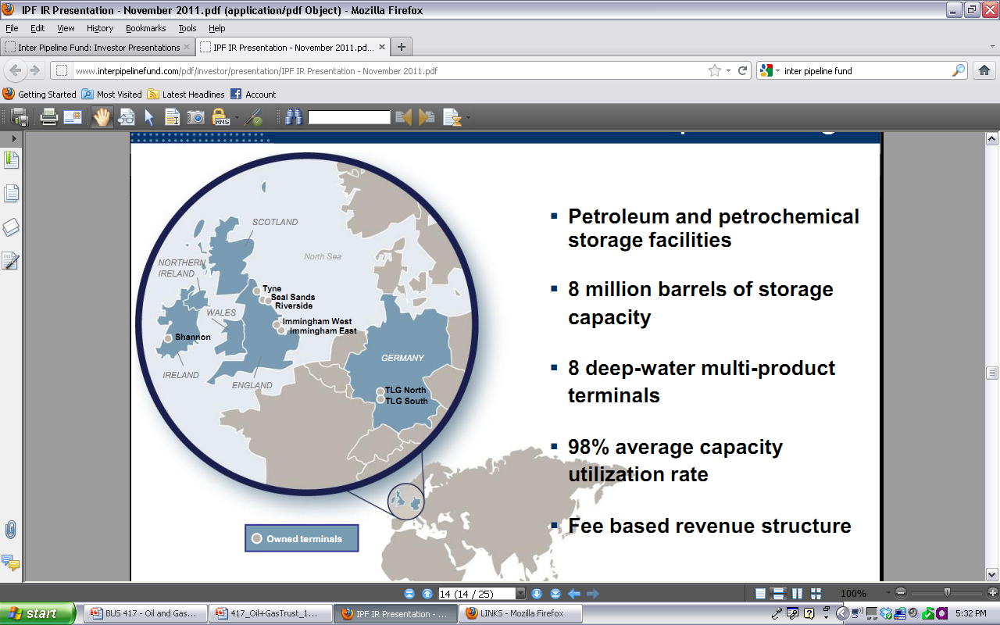 IPF IR Presentation - November 2011.pdf (application/pdf Object) - Mozilla Firefox
File Edit View History Bookmarks Tools Help
Inter Pipeline Fund: Investor Presentations
IPF IR Presentation - November 2011.pd...
www.interpipelinefund.com/pdf/investor/presentation/IPF IR Presentation - November 2011.pdf
inter pipeline fund
Getting Started Most Visited Latest Headlines Account
RMS
SCOTLAND
North Sea
NORTHERN
IRELAND
Tyne
Seal Sands
Riverside
WALES
Immingham West
Immingham East
Shannon
IRELAND
ENGLAND
GERMANY
TLG North
TLG South
Owned terminals
Petroleum and petrochemical
storage facilities
8 million barrels of storage
capacity
8 deep-water multi-product
terminals
98% average capacity
utilization rate
Fee based revenue structure
14 (14 / 25)
100%
start
BUS 417 - Oil and Gas...
417_Oil+GasTrust_1...
IPF IR Presentation - ...
LINKS - Mozilla Firefox
5:32 PM